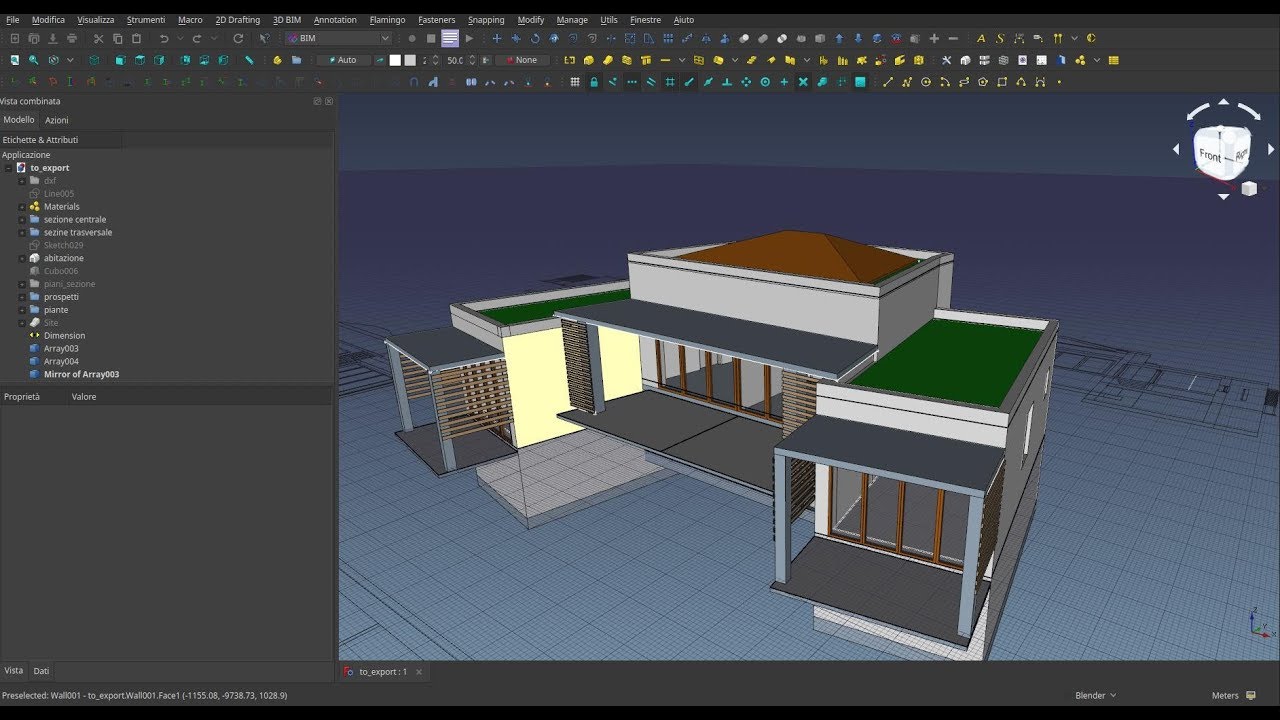 File Modifica Visualizza Strumenti Macro 2D Drafting 3D BIM Annotation Flamingo Fasteners Snapping Modify Manage Utils Finestre Aiuto
BIM
Auto 2 50.0 None
Vista combinata
Modello Azioni
Etichette & Attributi
Applicazione
to_export
dxf
Line005
Materials
sezione centrale
sezine trasversale
Sketch029
abitazione
Cubo006
piani_sezione
prospetti
piante
Site
Dimension
Array003
Array004
Mirror of Array003
Proprietà Valore
Front
Vista Dati
to_export : 1
Preselected: Wall001 - to_export.Wall001.Face1 (-1155.08, -9738.73, 1028.9) Blender Meters